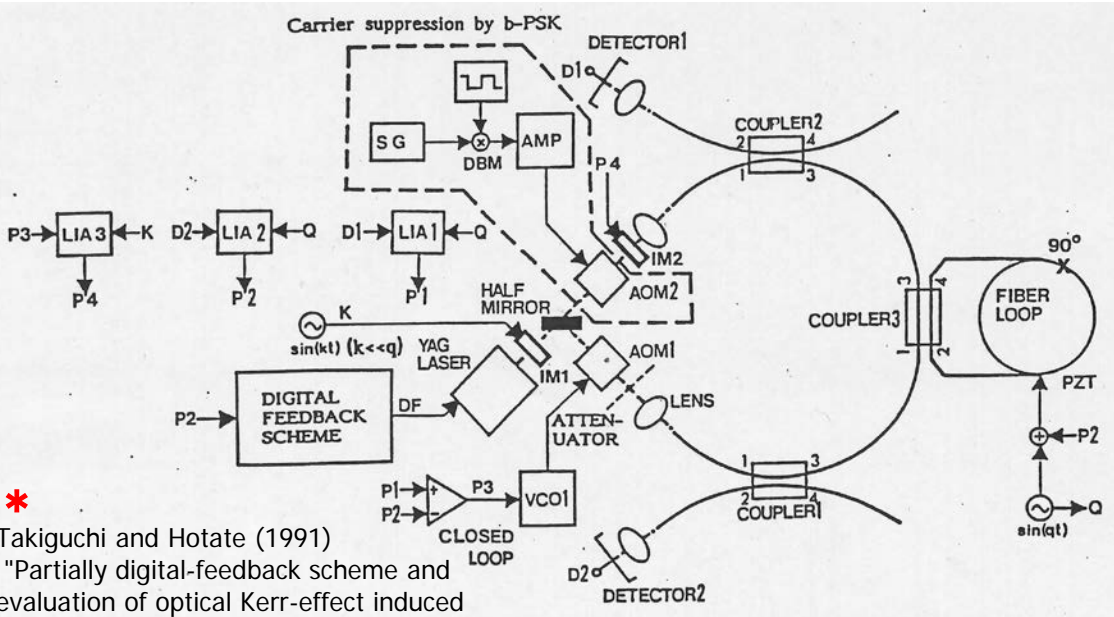 Carrier suppression by b-PSK
DETECTOR1
D1
SG
DBM
AMP
P4
COUPLER2
2 4
1 3
P3
LIA 3
K
P4
D2
LIA 2
Q
P2
D1
LIA 1
Q
P1
IM2
AOM2
HALF
MIRROR
K
sin(kt) (k<<q)
YAG
LASER
IM1
AOM1
LENS
ATTEN-
UATOR
P2
DIGITAL
FEEDBACK
SCHEME
DF
P1
P2
+
−
P3
VCO1
CLOSED
LOOP
COUPLER3
3 4
1 2
90°
X
FIBER
LOOP
PZT
P2
Q
sin(qt)
1 3
2 4
COUPLER1
D2
DETECTOR2
*
Takiguchi and Hotate (1991)
"Partially digital-feedback scheme and
evaluation of optical Kerr-effect induced